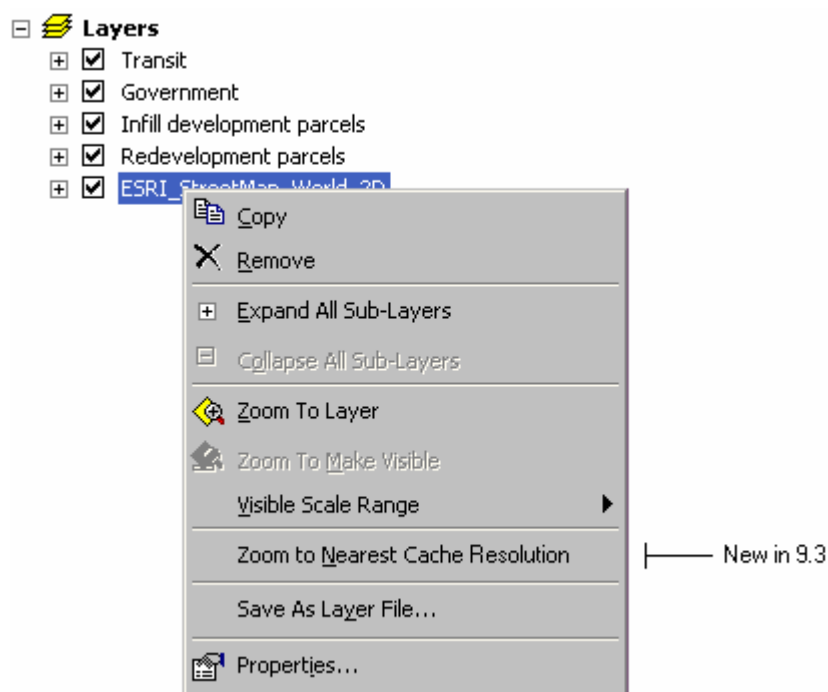 Layers
Transit
Government
Infill development parcels
Redevelopment parcels
ESRI_StreetMap_World_2D
Copy
Remove
Expand All Sub-Layers
Collapse All Sub-Layers
Zoom To Layer
Zoom To Make Visible
Visible Scale Range
Zoom to Nearest Cache Resolution
New in 9.3
Save As Layer File...
Properties...